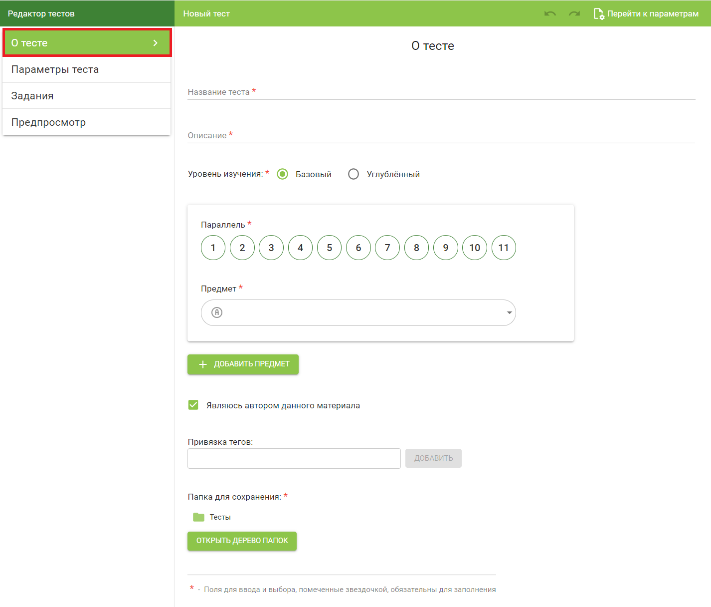 Редактор тестов
Новый тест
Перейти к параметрам
О тесте
Параметры теста
Задания
Предпросмотр
О тесте
Название теста *
Описание *
Уровень изучения: * Базовый Углублённый
Параллель *
1 2 3 4 5 6 7 8 9 10 11
Предмет *
+ ДОБАВИТЬ ПРЕДМЕТ
Являюсь автором данного материала
Привязка тегов:
ДОБАВИТЬ
Папка для сохранения: *
Тесты
ОТКРЫТЬ ДЕРЕВО ПАПОК
* - Поля для ввода и выбора, помеченные звездочкой, обязательны для заполнения